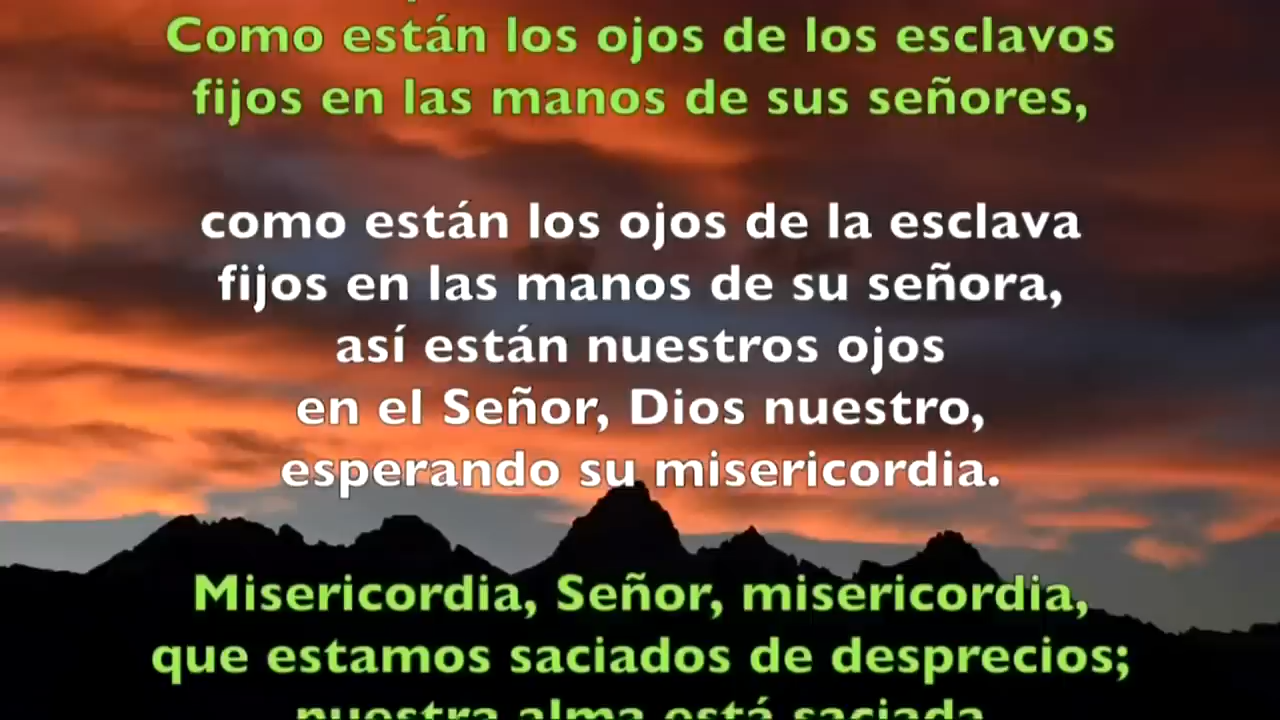 Como están los ojos de los esclavos
fijos en las manos de sus señores,
como están los ojos de la esclava
fijos en las manos de su señora,
así están nuestros ojos
en el Señor, Dios nuestro,
esperando su misericordia.
Misericordia, Señor, misericordia,
que estamos saciados de desprecios;
nuestra alma está saciada